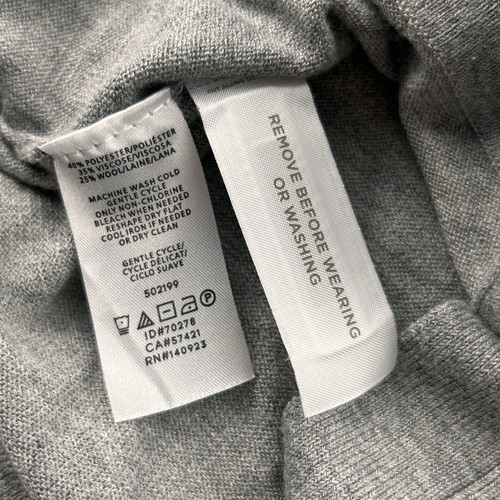 40% POLYESTER/POLIÉSTER
35% VISCOSE/VISCOSA
25% WOOL/LAINE/LANA
MACHINE WASH COLD
GENTLE CYCLE
ONLY NON-CHLORINE
BLEACH WHEN NEEDED
RESHAPE DRY FLAT
COOL IRON IF NEEDED
OR DRY CLEAN
GENTLE CYCLE/
CYCLE DÉLICAT/
CICLO SUAVE
502199
P
ID#70278
CA#57421
RN#140923
REMOVE BEFORE WEARING
OR WASHING